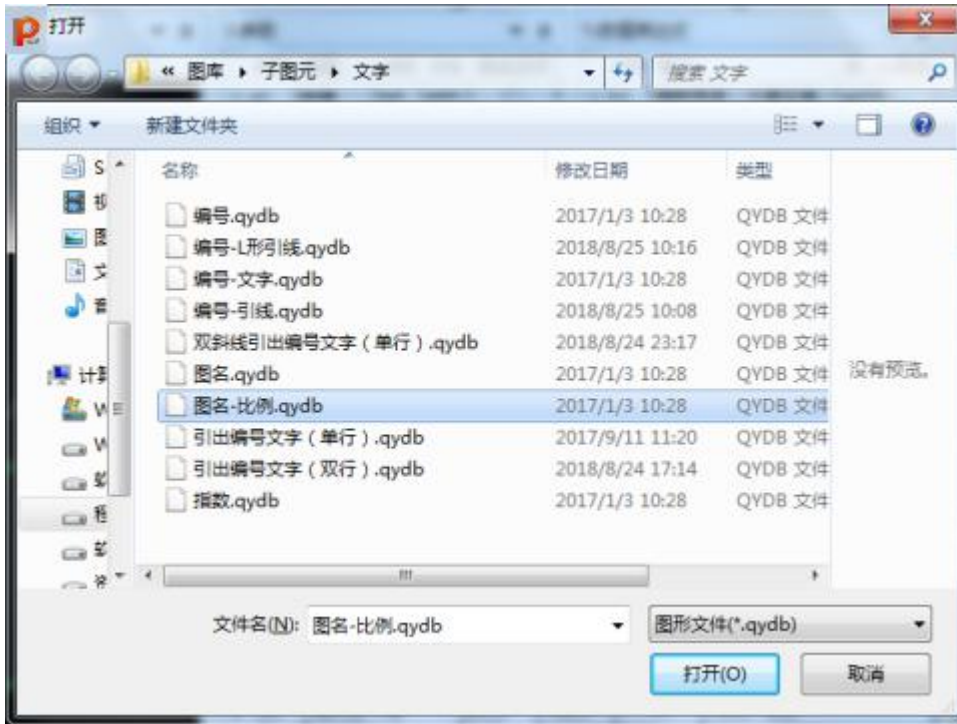 打开
« 图库 ▸ 子图元 ▸ 文字
搜索 文字
组织 ▼ 新建文件夹
名称 修改日期 类型
编号.qydb 2017/1/3 10:28 QYDB 文件
编号-L形引线.qydb 2018/8/25 10:16 QYDB 文件
编号-文字.qydb 2017/1/3 10:28 QYDB 文件
编号-引线.qydb 2018/8/25 10:08 QYDB 文件
双斜线引出编号文字（单行）.qydb 2018/8/24 23:17 QYDB 文件
图名.qydb 2017/1/3 10:28 QYDB 文件
图名-比例.qydb 2017/1/3 10:28 QYDB 文件
引出编号文字（单行）.qydb 2017/9/11 11:20 QYDB 文件
引出编号文字（双行）.qydb 2018/8/24 17:14 QYDB 文件
指数.qydb 2017/1/3 10:28 QYDB 文件
S
计
W
没有预览。
文件名(N): 图名-比例.qydb 图形文件(*.qydb)
打开(O) 取消